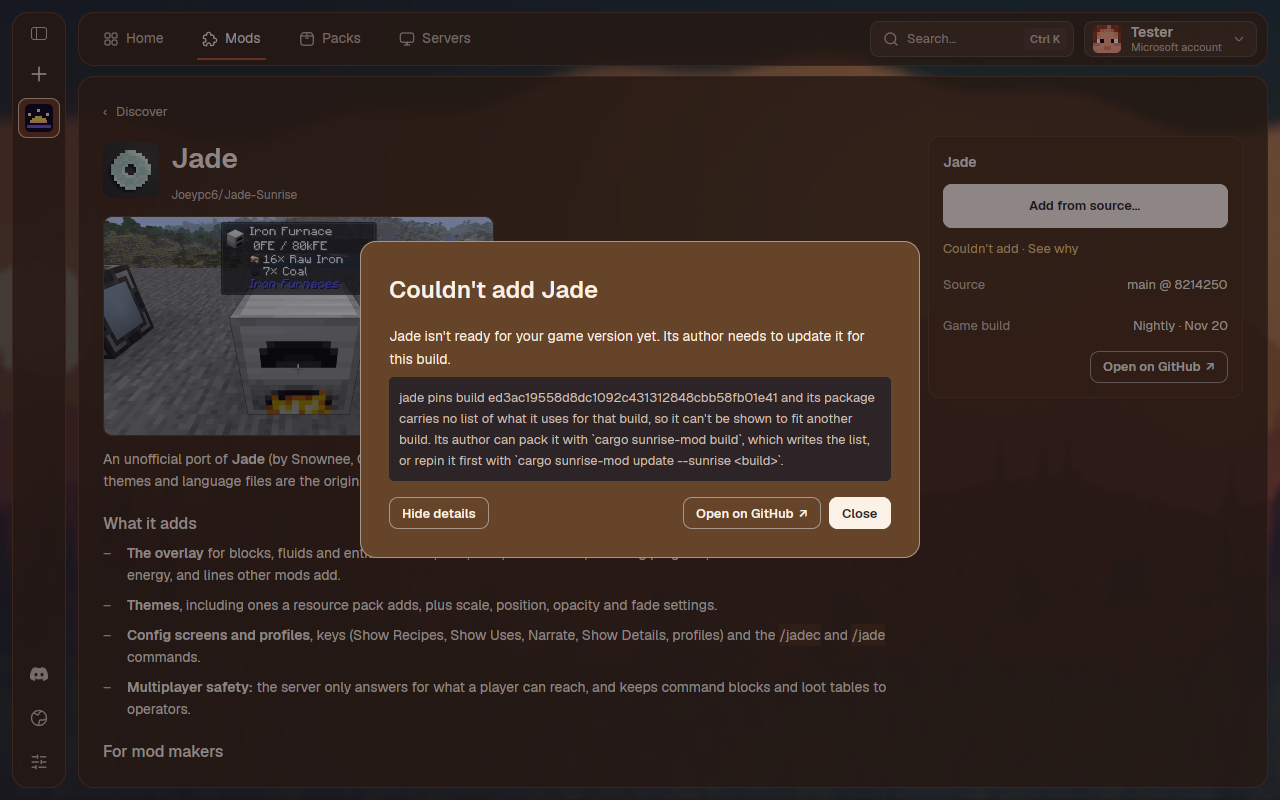 Home
Mods
Packs
Servers
Search...
Ctrl K
Tester
Microsoft account
‹ Discover
Jade
Joeypc6/Jade-Sunrise
Iron Furnace
0FE / 80kFE
16× Raw Iron
7× Coal
Iron Furnaces
Jade
Add from source...
Couldn't add · See why
Source
main @ 8214250
Game build
Nightly · Nov 20
Open on GitHub ↗
Couldn't add Jade
Jade isn't ready for your game version yet. Its author needs to update it for
this build.
jade pins build ed3ac19558d8dc1092c431312848cbb58fb01e41 and its package
carries no list of what it uses for that build, so it can't be shown to fit another
build. Its author can pack it with `cargo sunrise-mod build`, which writes the list,
or repin it first with `cargo sunrise-mod update --sunrise <build>`.
Hide details
Open on GitHub ↗
Close
An unofficial port of Jade (by Snownee,
themes and language files are the origin
What it adds
– The overlay for blocks, fluids and
energy, and lines other mods add.
– Themes, including ones a resource pack adds, plus scale, position, opacity and fade settings.
– Config screens and profiles, keys (Show Recipes, Show Uses, Narrate, Show Details, profiles) and the /jadec and /jade
commands.
– Multiplayer safety: the server only answers for what a player can reach, and keeps command blocks and loot tables to
operators.
For mod makers